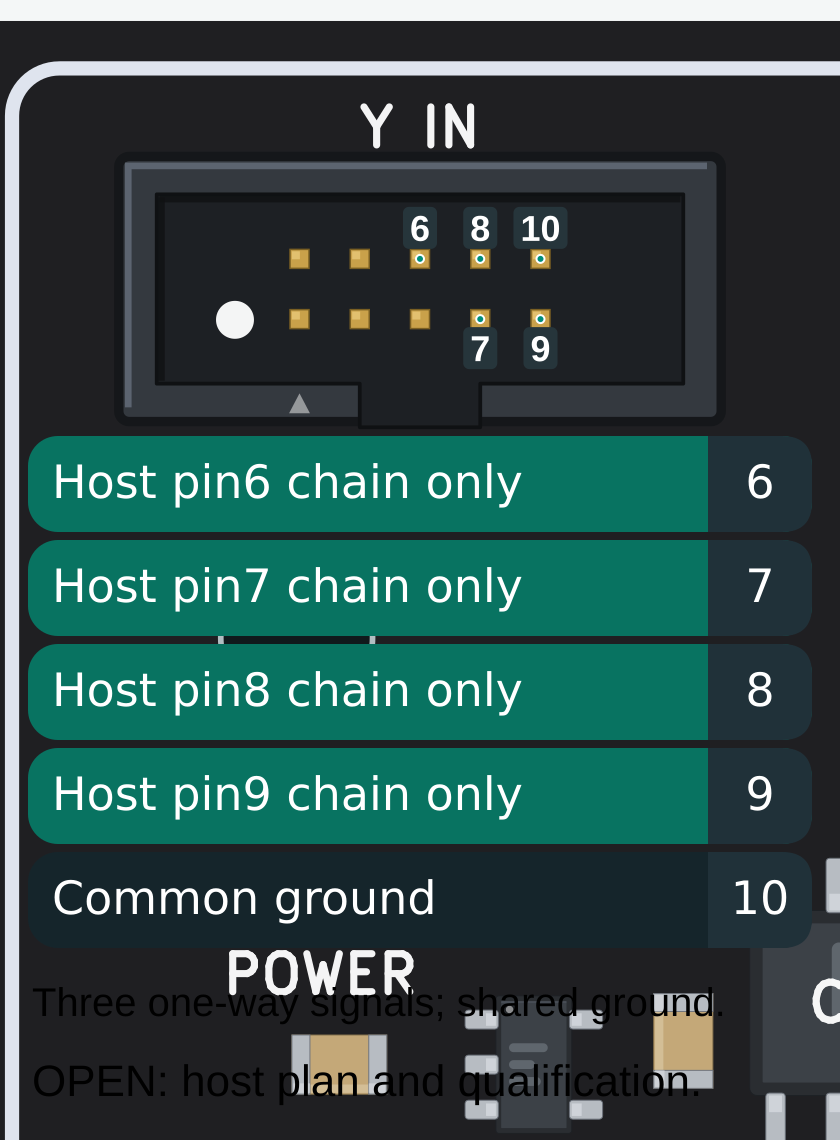 Y IN
6 8 10
7 9
Host pin6 chain only 6
Host pin7 chain only 7
Host pin8 chain only 8
Host pin9 chain only 9
Common ground 10
POWER
Three one-way signals; shared ground.
OPEN: host plan and qualification.